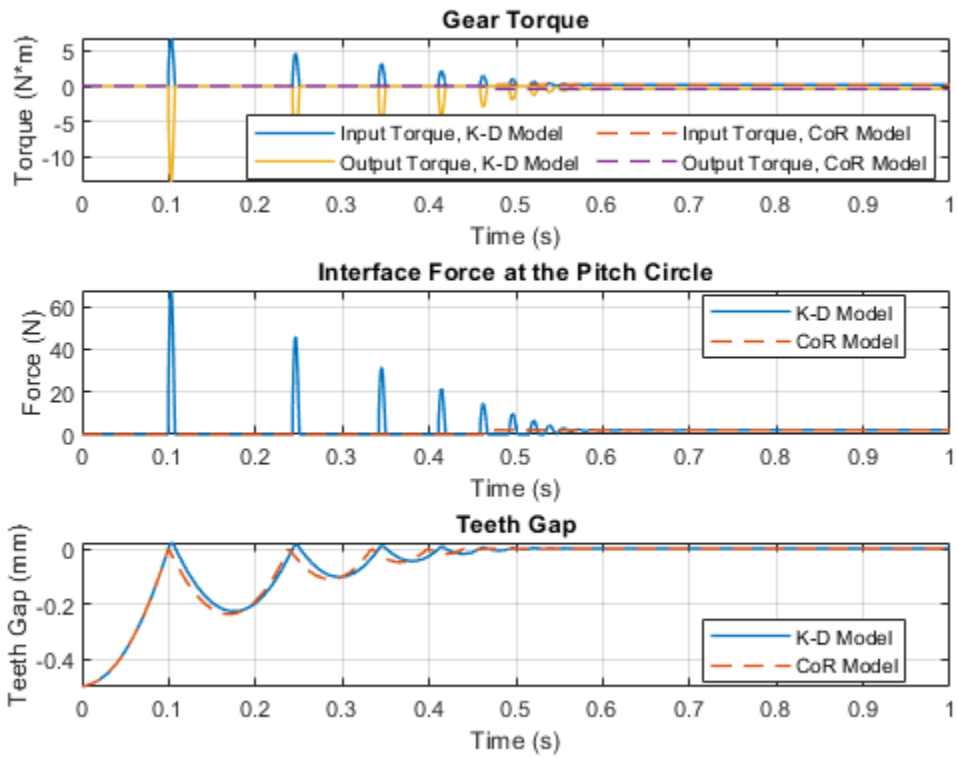 Gear Torque
Torque (N*m)
5
0
-5
-10
Input Torque, K-D Model
Input Torque, CoR Model
Output Torque, K-D Model
Output Torque, CoR Model
0 0.1 0.2 0.3 0.4 0.5 0.6 0.7 0.8 0.9 1
Time (s)
Interface Force at the Pitch Circle
Force (N)
60
40
20
0
K-D Model
CoR Model
0 0.1 0.2 0.3 0.4 0.5 0.6 0.7 0.8 0.9 1
Time (s)
Teeth Gap
Teeth Gap (mm)
0
-0.2
-0.4
K-D Model
CoR Model
0 0.1 0.2 0.3 0.4 0.5 0.6 0.7 0.8 0.9 1
Time (s)